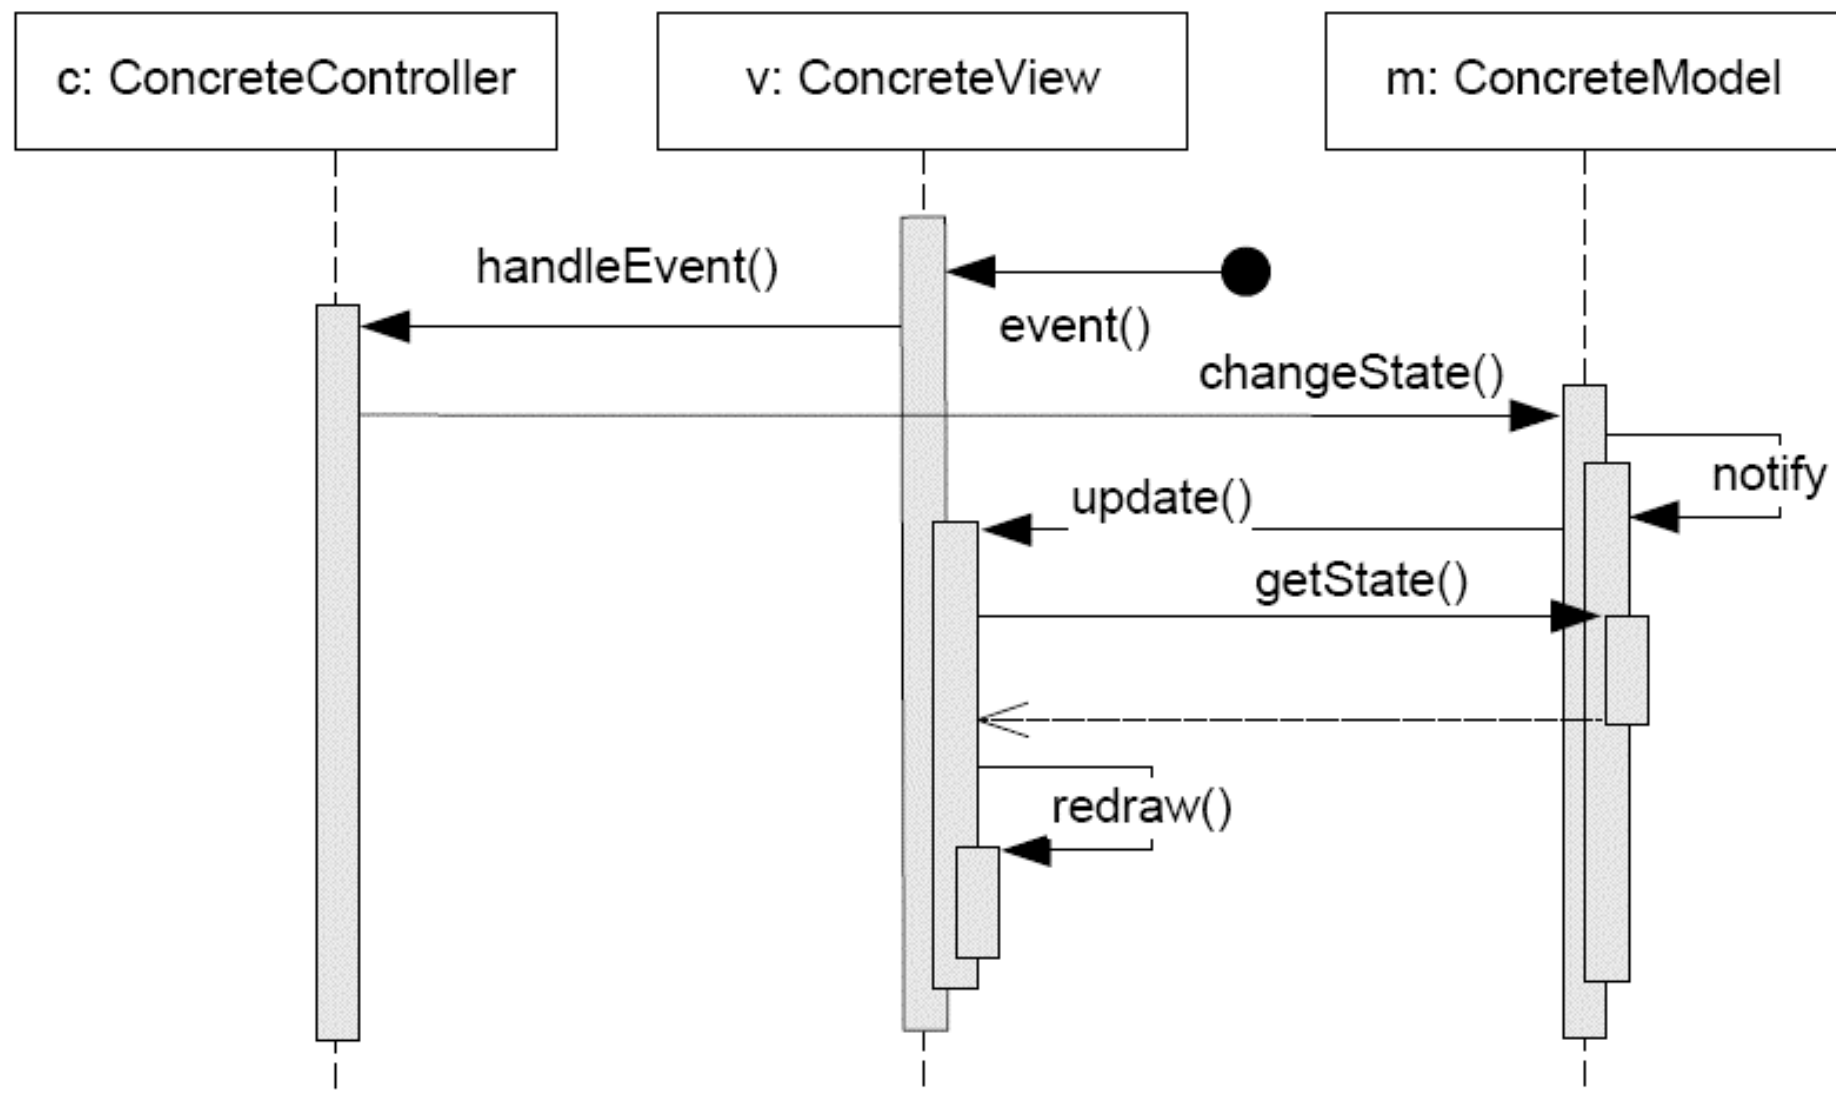 c: ConcreteController
v: ConcreteView
m: ConcreteModel
handleEvent()
event()
changeState()
notify
update()
getState()
redraw()